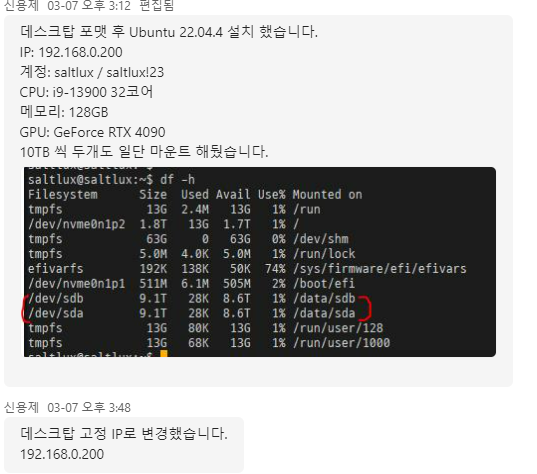 신용제 03-07 오후 3:12 편집됨
데스크탑 포맷 후 Ubuntu 22.04.4 설치 했습니다.
IP: 192.168.0.200
계정: saltlux / saltlux!23
CPU: i9-13900 32코어
메모리: 128GB
GPU: GeForce RTX 4090
10TB 씩 두개도 일단 마운트 해뒀습니다.
saltlux@saltlux:~$ df -h
Filesystem Size Used Avail Use% Mounted on
tmpfs 13G 2.4M 13G 1% /run
/dev/nvme0n1p2 1.8T 13G 1.7T 1% /
tmpfs 63G 0 63G 0% /dev/shm
tmpfs 5.0M 4.0K 5.0M 1% /run/lock
efivarfs 192K 138K 50K 74% /sys/firmware/efi/efivars
/dev/nvme0n1p1 511M 6.1M 505M 2% /boot/efi
/dev/sdb 9.1T 28K 8.6T 1% /data/sdb
/dev/sda 9.1T 28K 8.6T 1% /data/sda
tmpfs 13G 80K 13G 1% /run/user/128
tmpfs 13G 68K 13G 1% /run/user/1000
saltlux@saltlux:~$
신용제 03-07 오후 3:48
데스크탑 고정 IP로 변경했습니다.
192.168.0.200